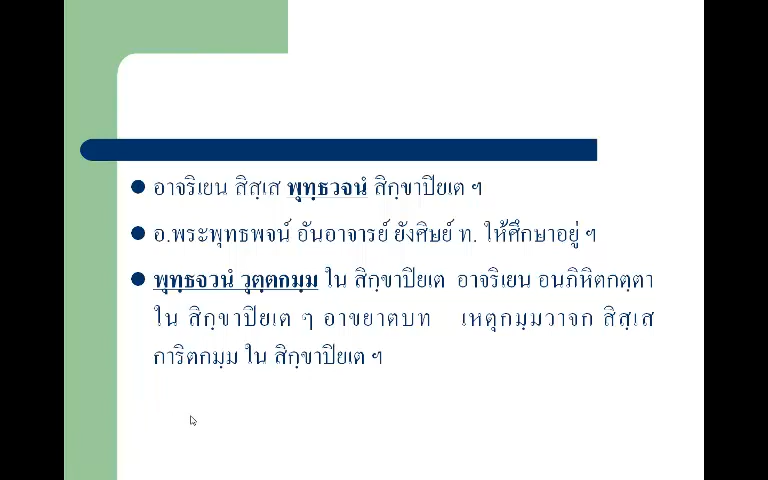 อาจริเยน สิสฺเส พุทฺธวจนํ สิกฺขาปิยเต ฯ
อ.พระพุทธพจน์ อันอาจารย์ ยังศิษย์ ท. ให้ศึกษาอยู่ ฯ
พุทฺธจวนํ วุตฺตกมฺม ใน สิกฺขาปิยเต อาจริเยน อนภิหิตกตฺตา
ใน สิกฺขาปิยเต ๆ อาขยาตบท เหตุกมฺมวาจก สิสฺเส
การิตกมฺม ใน สิกฺขาปิยเต ฯ